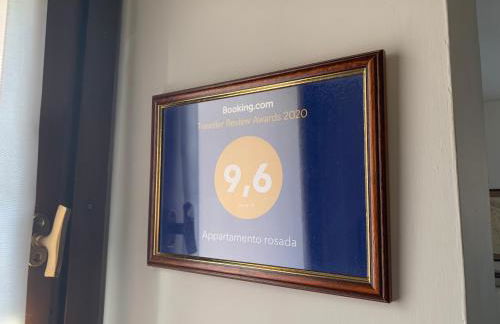 Booking.com
Traveller Review Awards 2020
9,6
Appartamento rosada